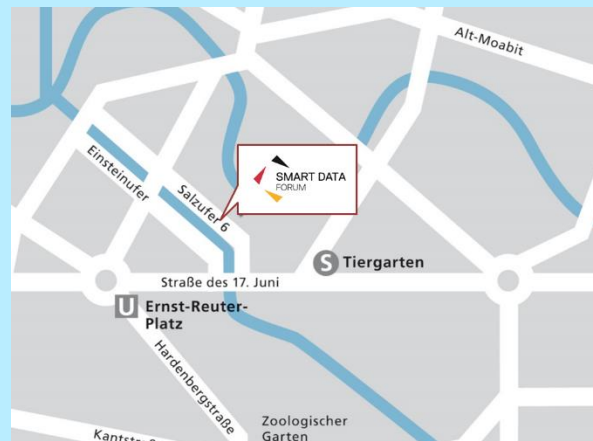 Alt-Moabit
Einsteinufer
Salzufer 6
SMART DATA
FORUM
S Tiergarten
Straße des 17. Juni
U Ernst-Reuter-
Platz
Hardenbergstraße
Zoologischer
Garten